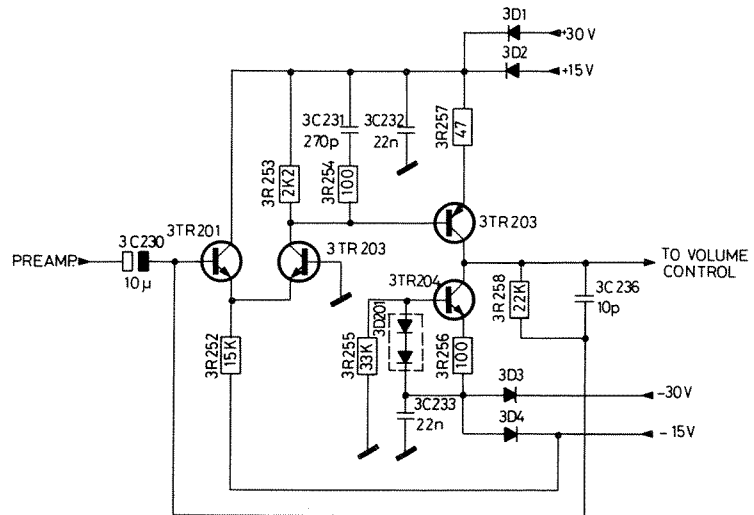 3D1
+30V
3D2
+15V
3C231
270p
3C232
22n
3R257
47
3R253
2K2
3R254
100
3TR201
3TR203
3TR203
3C230
PREAMP.
10µ
TO VOLUME
CONTROL
3TR204
3R258
22K
3C236
10p
3D201
3R252
15K
3R255
33K
3R256
100
3D3
-30V
3C233
22n
3D4
-15V